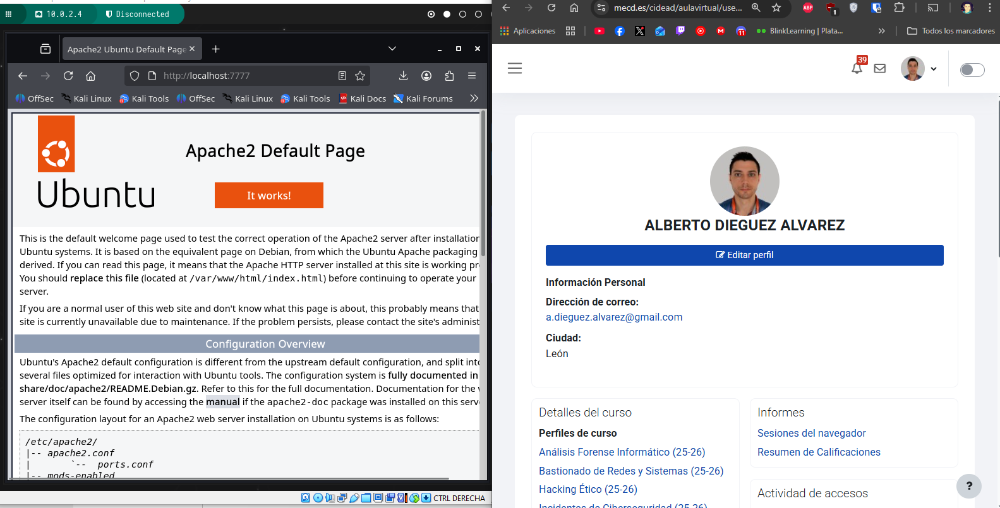 10.0.2.4
Disconnected
Apache2 Ubuntu Default Page
http://localhost:7777
OffSec
Kali Linux
Kali Tools
OffSec
Kali Linux
Kali Tools
Kali Docs
Kali Forums
Ubuntu
Apache2 Default Page
It works!
This is the default welcome page used to test the correct operation of the Apache2 server after installation
Ubuntu systems. It is based on the equivalent page on Debian, from which the Ubuntu Apache packaging
derived. If you can read this page, it means that the Apache HTTP server installed at this site is working pr
You should replace this file (located at /var/www/html/index.html) before continuing to operate your
server.
If you are a normal user of this web site and don't know what this page is about, this probably means that
site is currently unavailable due to maintenance. If the problem persists, please contact the site's administ
Configuration Overview
Ubuntu's Apache2 default configuration is different from the upstream default configuration, and split into
several files optimized for interaction with Ubuntu tools. The configuration system is fully documented in
share/doc/apache2/README.Debian.gz. Refer to this for the full documentation. Documentation for the
server itself can be found by accessing the manual if the apache2-doc package was installed on this serve
The configuration layout for an Apache2 web server installation on Ubuntu systems is as follows:
/etc/apache2/
|-- apache2.conf
| `-- ports.conf
|-- mods-enabled
CTRL DERECHA
mecd.es/cidead/aulavirtual/use...
ABP
1
Aplicaciones
11
BlinkLearning | Plata...
Todos los marcadores
39
ALBERTO DIEGUEZ ALVAREZ
Editar perfil
Información Personal
Dirección de correo:
a.dieguez.alvarez@gmail.com
Ciudad:
León
Detalles del curso
Perfiles de curso
Análisis Forense Informático (25-26)
Bastionado de Redes y Sistemas (25-26)
Hacking Ético (25-26)
Incidentes de Ciberseguridad (25-26)
Informes
Sesiones del navegador
Resumen de Calificaciones
Actividad de accesos
?